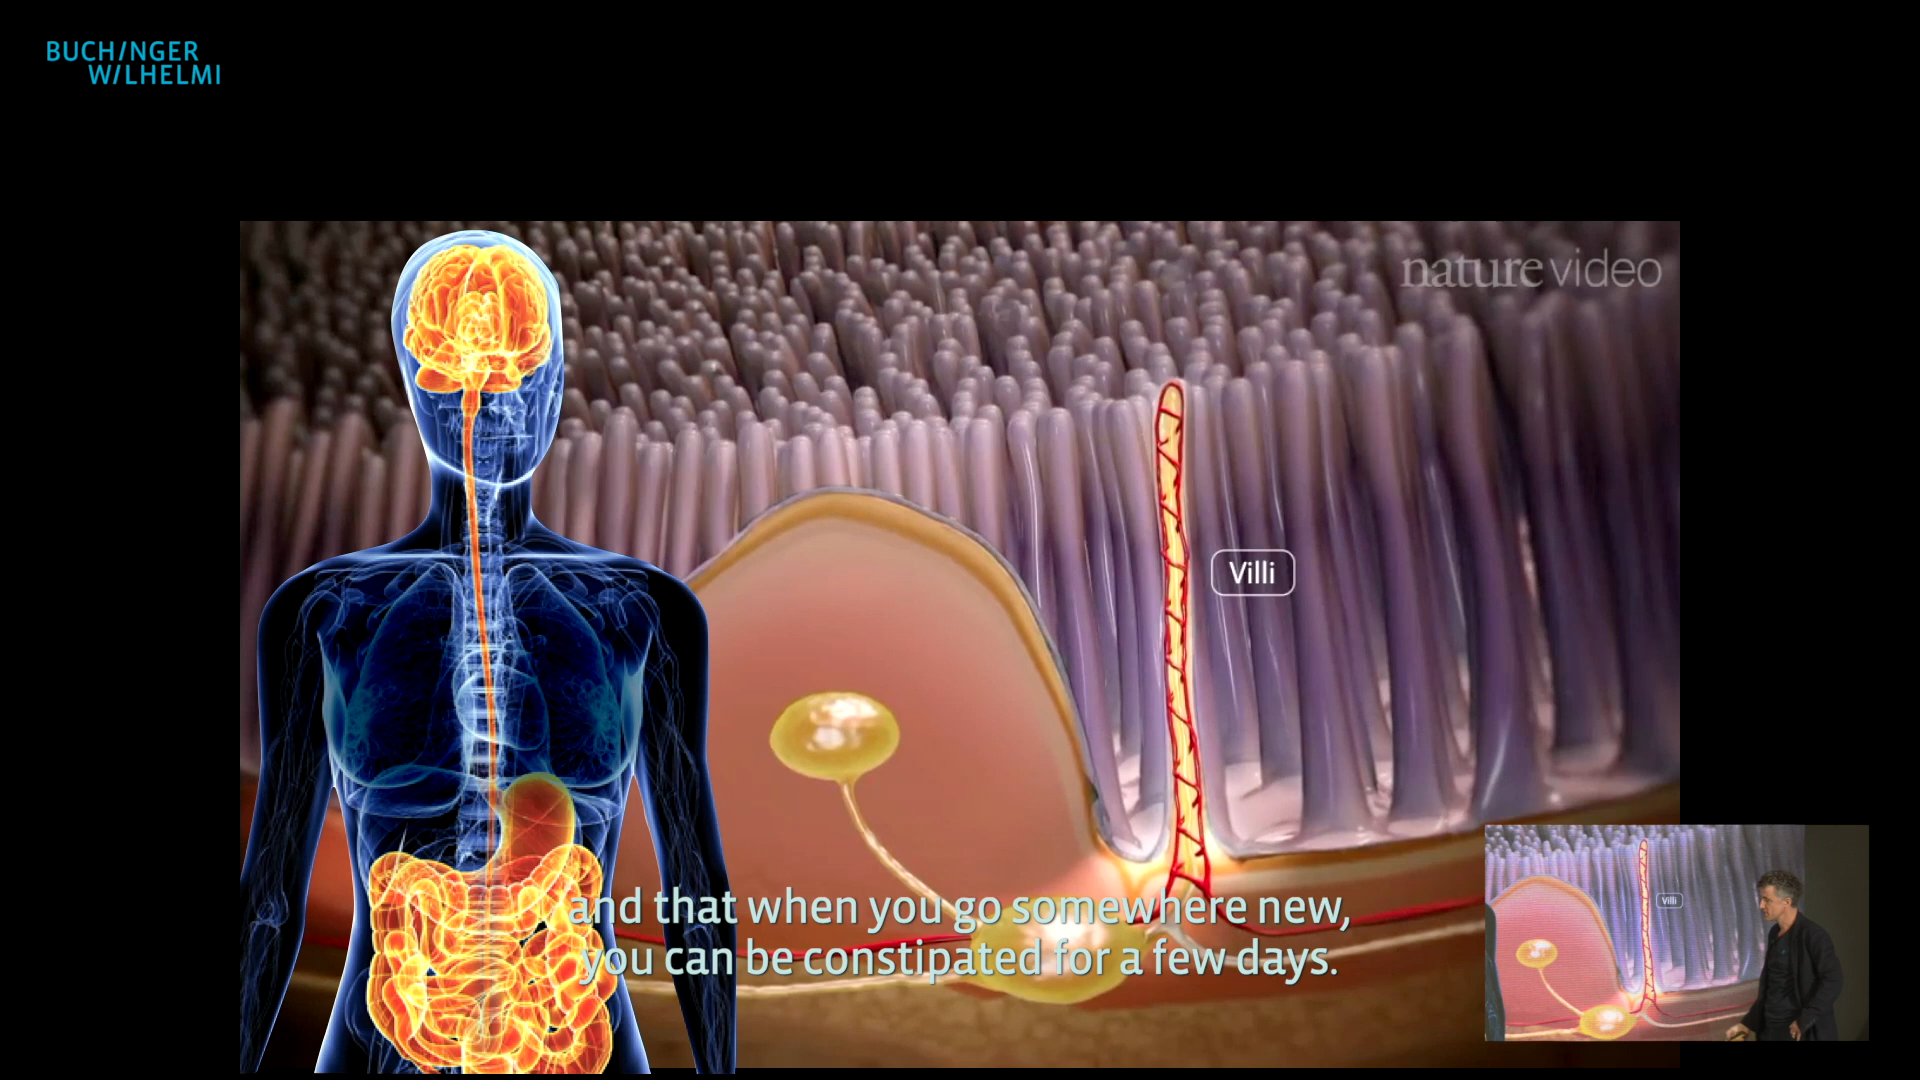 BUCHINGER
WILHELMI
nature video
Villi
and that when you go somewhere new,
you can be constipated for a few days.
Villi